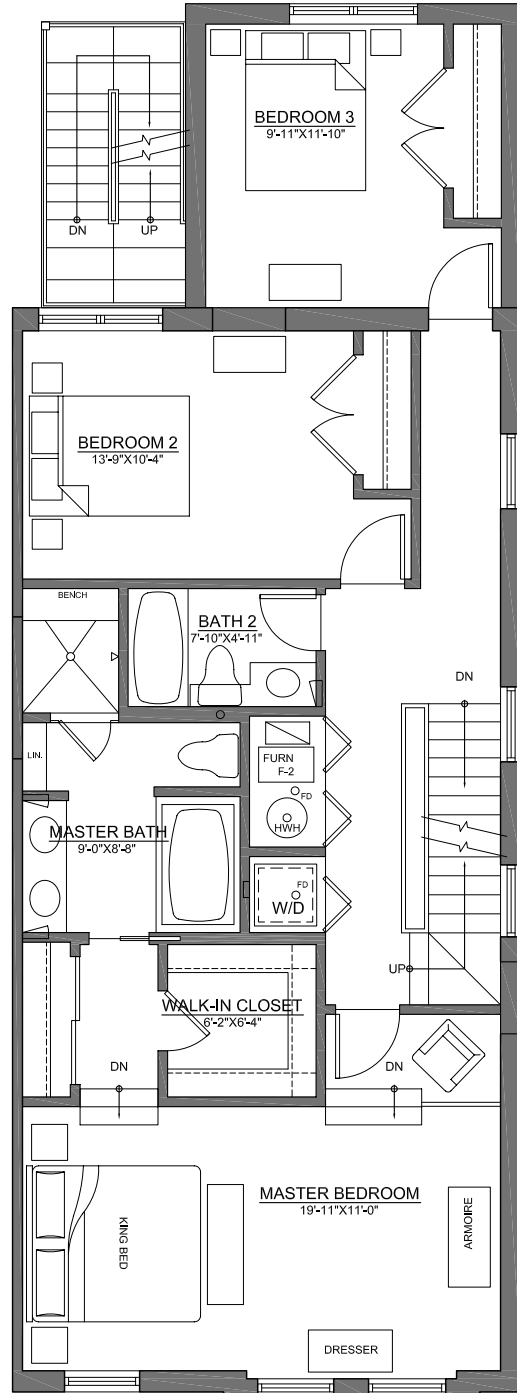 BEDROOM 3
9'-11"X11'-10"
DN
UP
BEDROOM 2
13'-9"X10'-4"
BENCH
BATH 2
7'-10"X4'-11"
DN
LIN.
FURN
F-2
FD
HWH
MASTER BATH
9'-0"X8'-8"
FD
W/D
UP
WALK-IN CLOSET
6'-2"X6'-4"
DN
DN
MASTER BEDROOM
19'-11"X11'-0"
KING BED
ARMOIRE
DRESSER